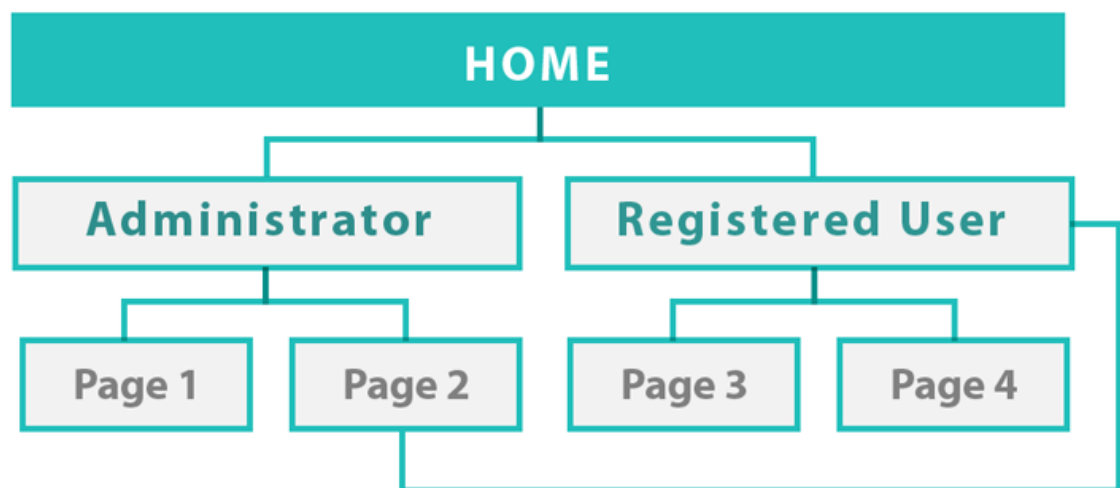 HOME
Administrator
Registered User
Page 1
Page 2
Page 3
Page 4